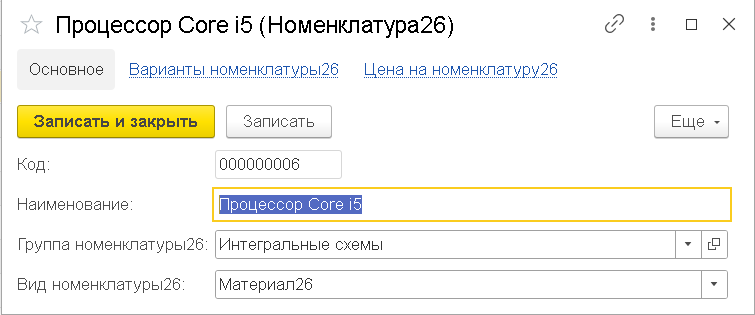 Процессор Core i5 (Номенклатура26)
Основное Варианты номенклатуры26 Цена на номенклатуру26
Записать и закрыть Записать Еще
Код: 000000006
Наименование: Процессор Core i5
Группа номенклатуры26: Интегральные схемы
Вид номенклатуры26: Материал26